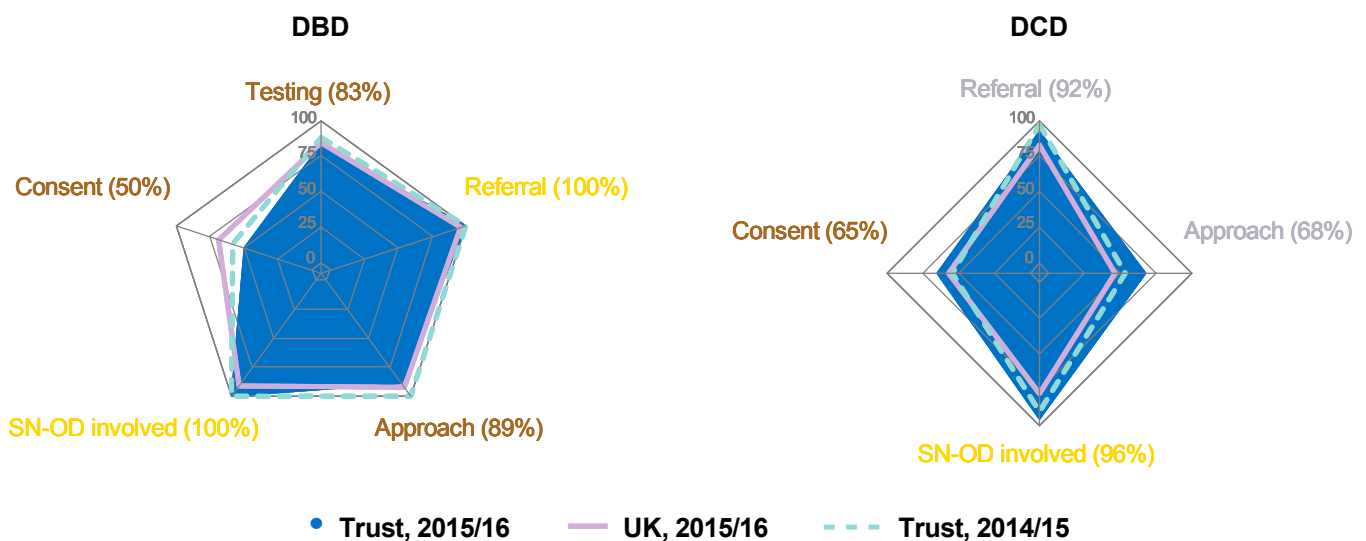 DBD
Testing (83%)
100
75
50
25
0
Consent (50%)
Referral (100%)
SN-OD involved (100%)
Approach (89%)
DCD
Referral (92%)
100
75
50
25
0
Consent (65%)
Approach (68%)
SN-OD involved (96%)
Trust, 2015/16 UK, 2015/16 Trust, 2014/15